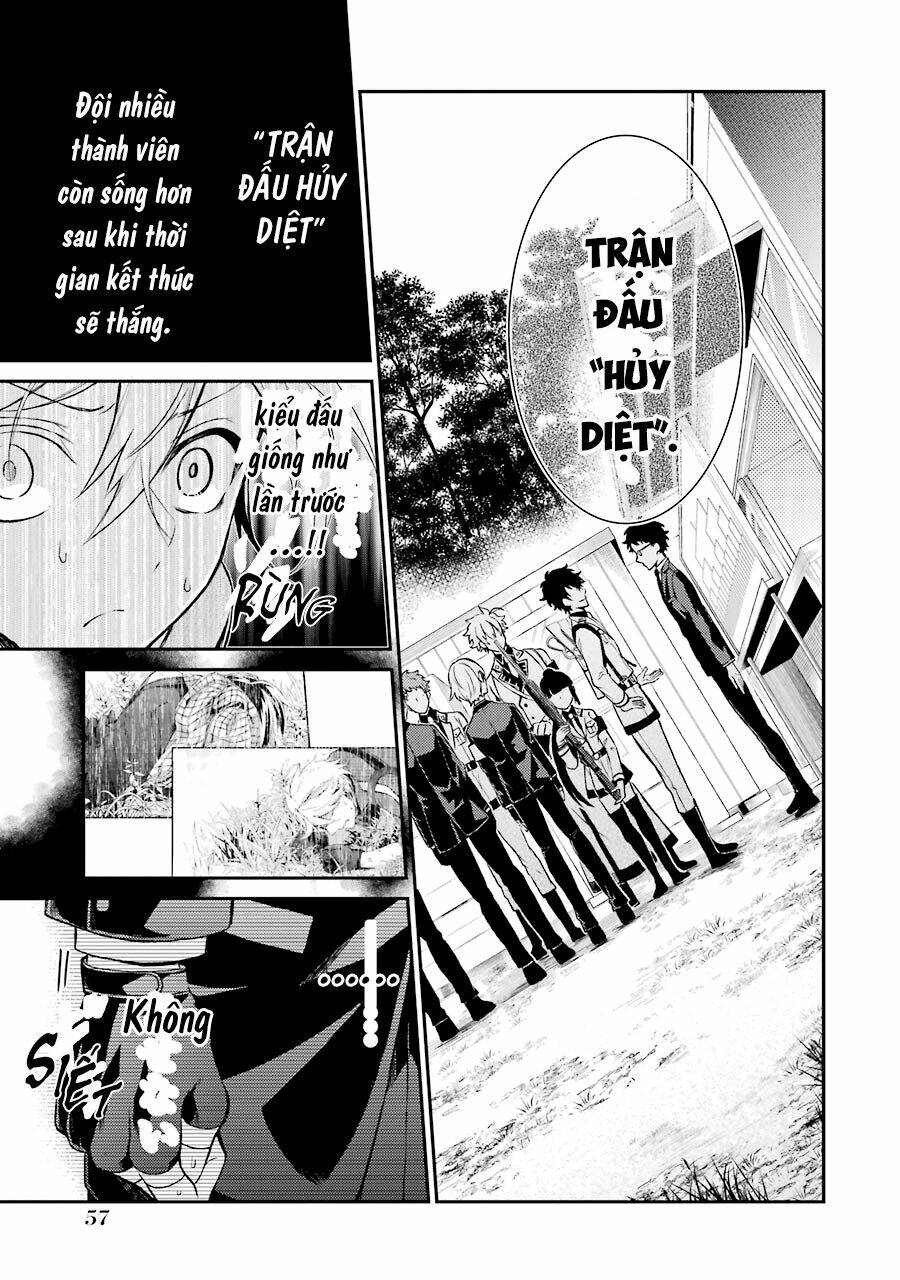 TRẬN
ĐẤU
"HỦY
DIỆT".
"TRẬN
ĐẤU HỦY
DIỆT"
Đội nhiều
thành viên
còn sống hơn
sau khi thời
gian kết thúc
sẽ thắng.
kiểu đấu
giống như
lần trước
...!!
RỪNG
............
Không
SIẾT
57